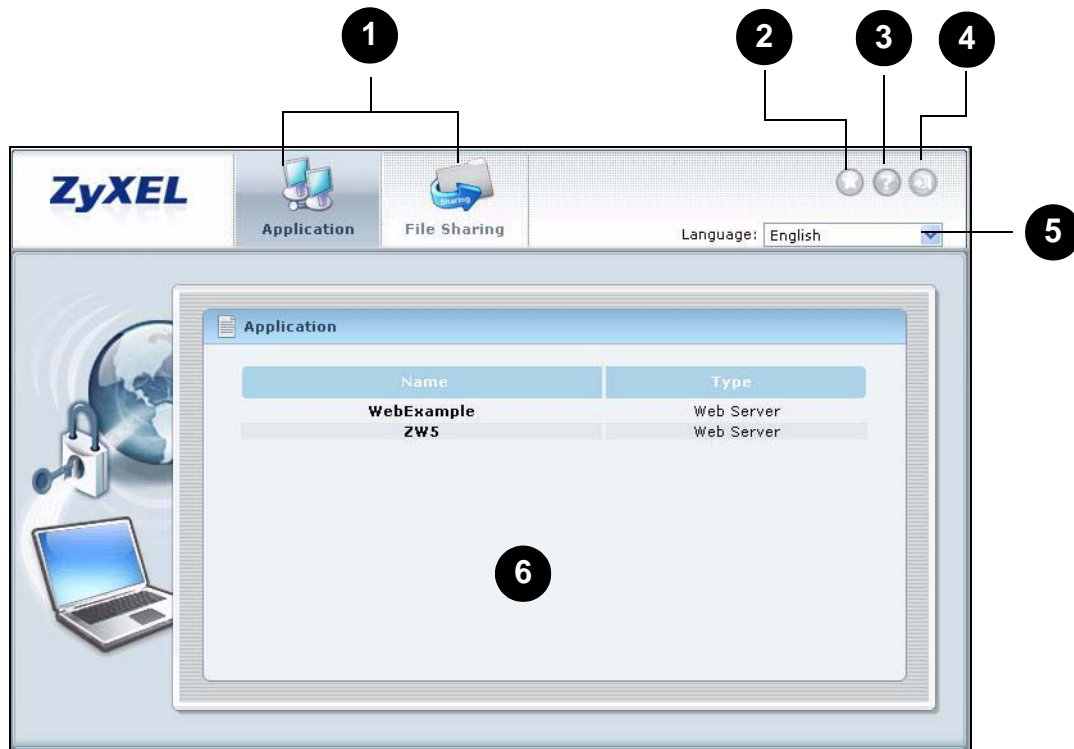 1
2
3
4
ZyXEL
Sharing
Application
File Sharing
Language: English
5
Application
Name Type
WebExample Web Server
ZW5 Web Server
6